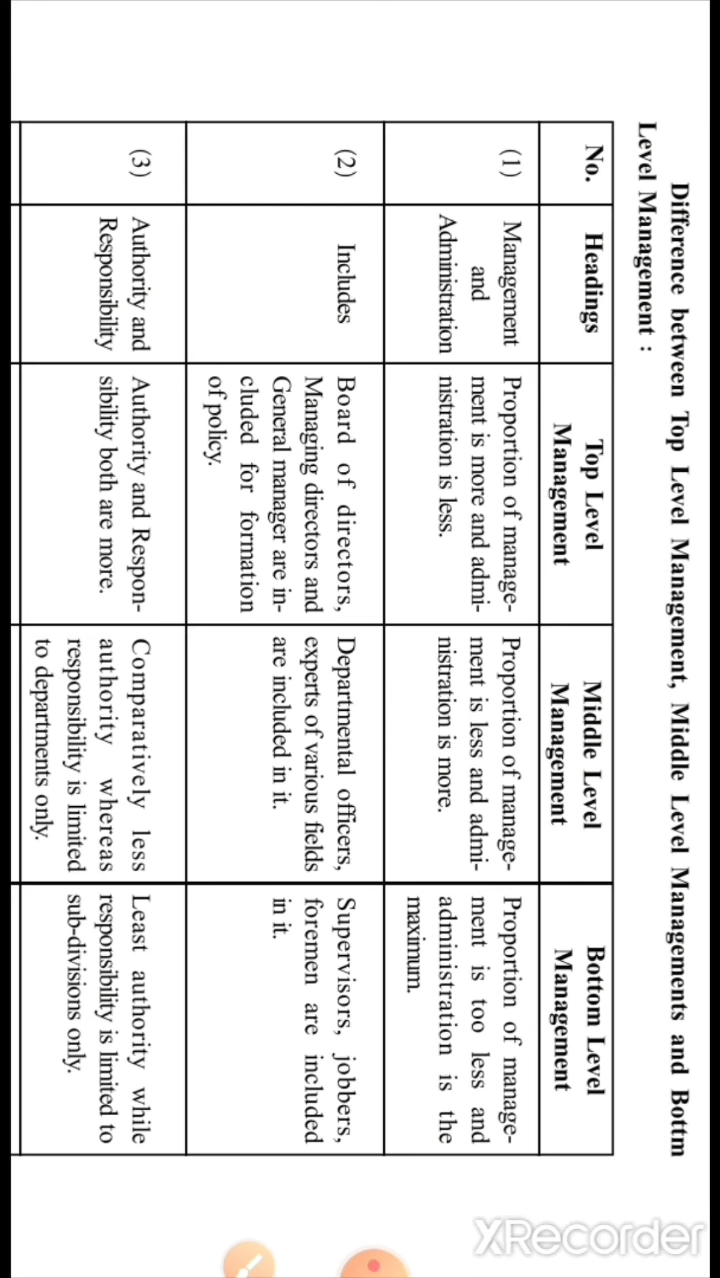 Difference between Top Level Management, Middle Level Managements and Bottm
Level Management :
No.
Headings
Top Level
Management
Middle Level
Management
Bottom Level
Management
(1)
Management
and
Administration
Proportion of manage-
ment is more and admi-
nistration is less.
Proportion of manage-
ment is less and admi-
nistration is more.
Proportion of manage-
ment is too less and
administration is the
maximum.
(2)
Includes
Board of directors,
Managing directors and
General manager are in-
cluded for formation
of policy.
Departmental officers,
experts of various fields
are included in it.
Supervisors, jobbers,
foremen are included
in it.
(3)
Authority and
Responsibility
Authority and Respon-
sibility both are more.
Comparatively less
authority whereas
responsibility is limited
to departments only.
Least authority while
responsibility is limited to
sub-divisions only.
XRecorder